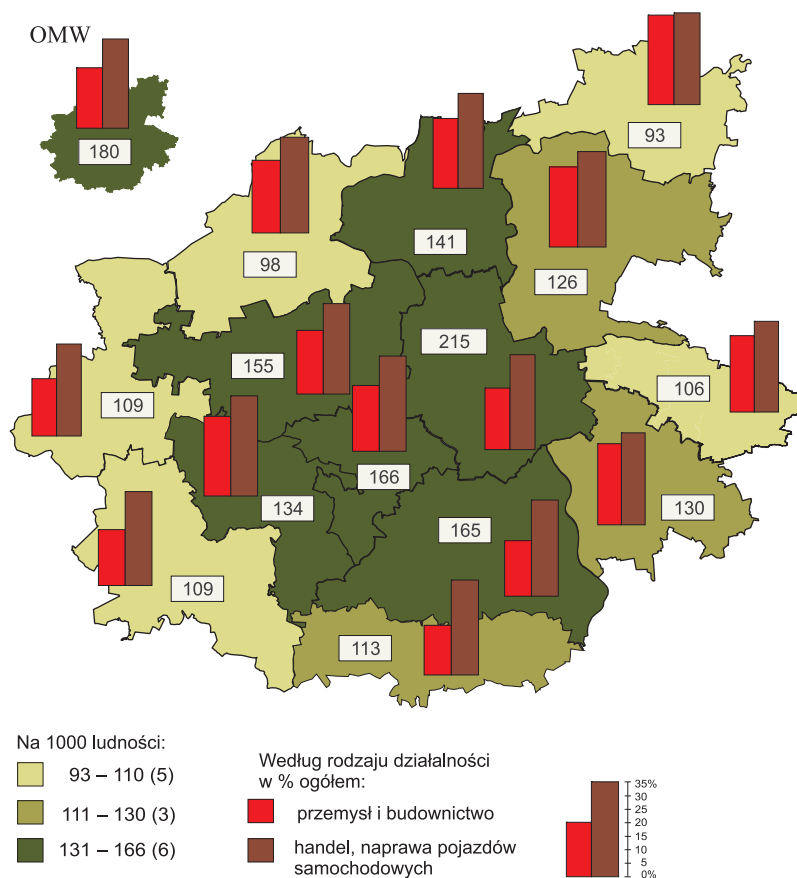 OMW
180
93
141
98
126
215
155
109
106
166
134
130
165
109
113
Na 1000 ludności:
93 – 110 (5)
111 – 130 (3)
131 – 166 (6)
Według rodzaju działalności
w % ogółem:
przemysł i budownictwo
handel, naprawa pojazdów
samochodowych
35%
30
25
20
15
10
5
0%